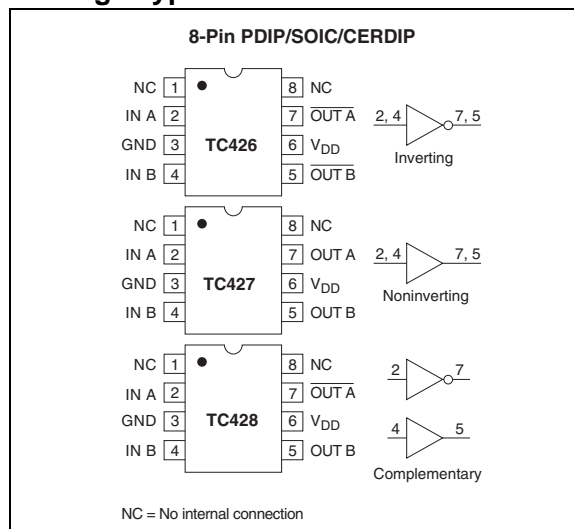 8-Pin PDIP/SOIC/CERDIP
NC 1
8 NC
IN A 2
7 OUT A
GND 3
TC426
6 VDD
IN B 4
5 OUT B
2, 4
7, 5
Inverting
NC 1
8 NC
IN A 2
7 OUT A
GND 3
TC427
6 VDD
IN B 4
5 OUT B
2, 4
7, 5
Noninverting
NC 1
8 NC
IN A 2
7 OUT A
GND 3
TC428
6 VDD
IN B 4
5 OUT B
2
7
4
5
Complementary
NC = No internal connection